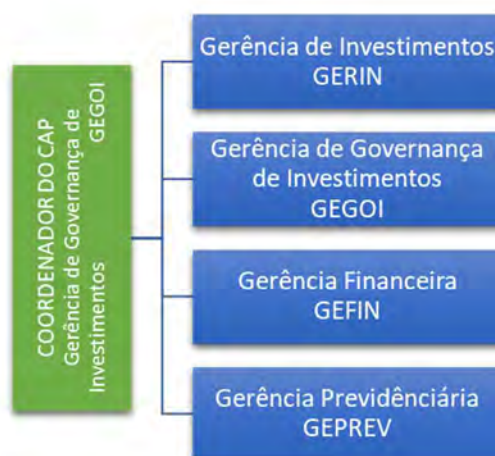 COORDENADOR DO CAP
Gerência de Governança de
Investimentos GEGOI
Gerência de Investimentos
GERIN
Gerência de Governança
de Investimentos
GEGOI
Gerência Financeira
GEFIN
Gerência Previdênciária
GEPREV